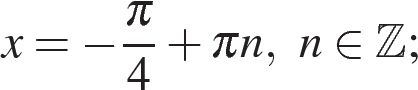 x = −π/4 + πn, n ∈ ℤ;